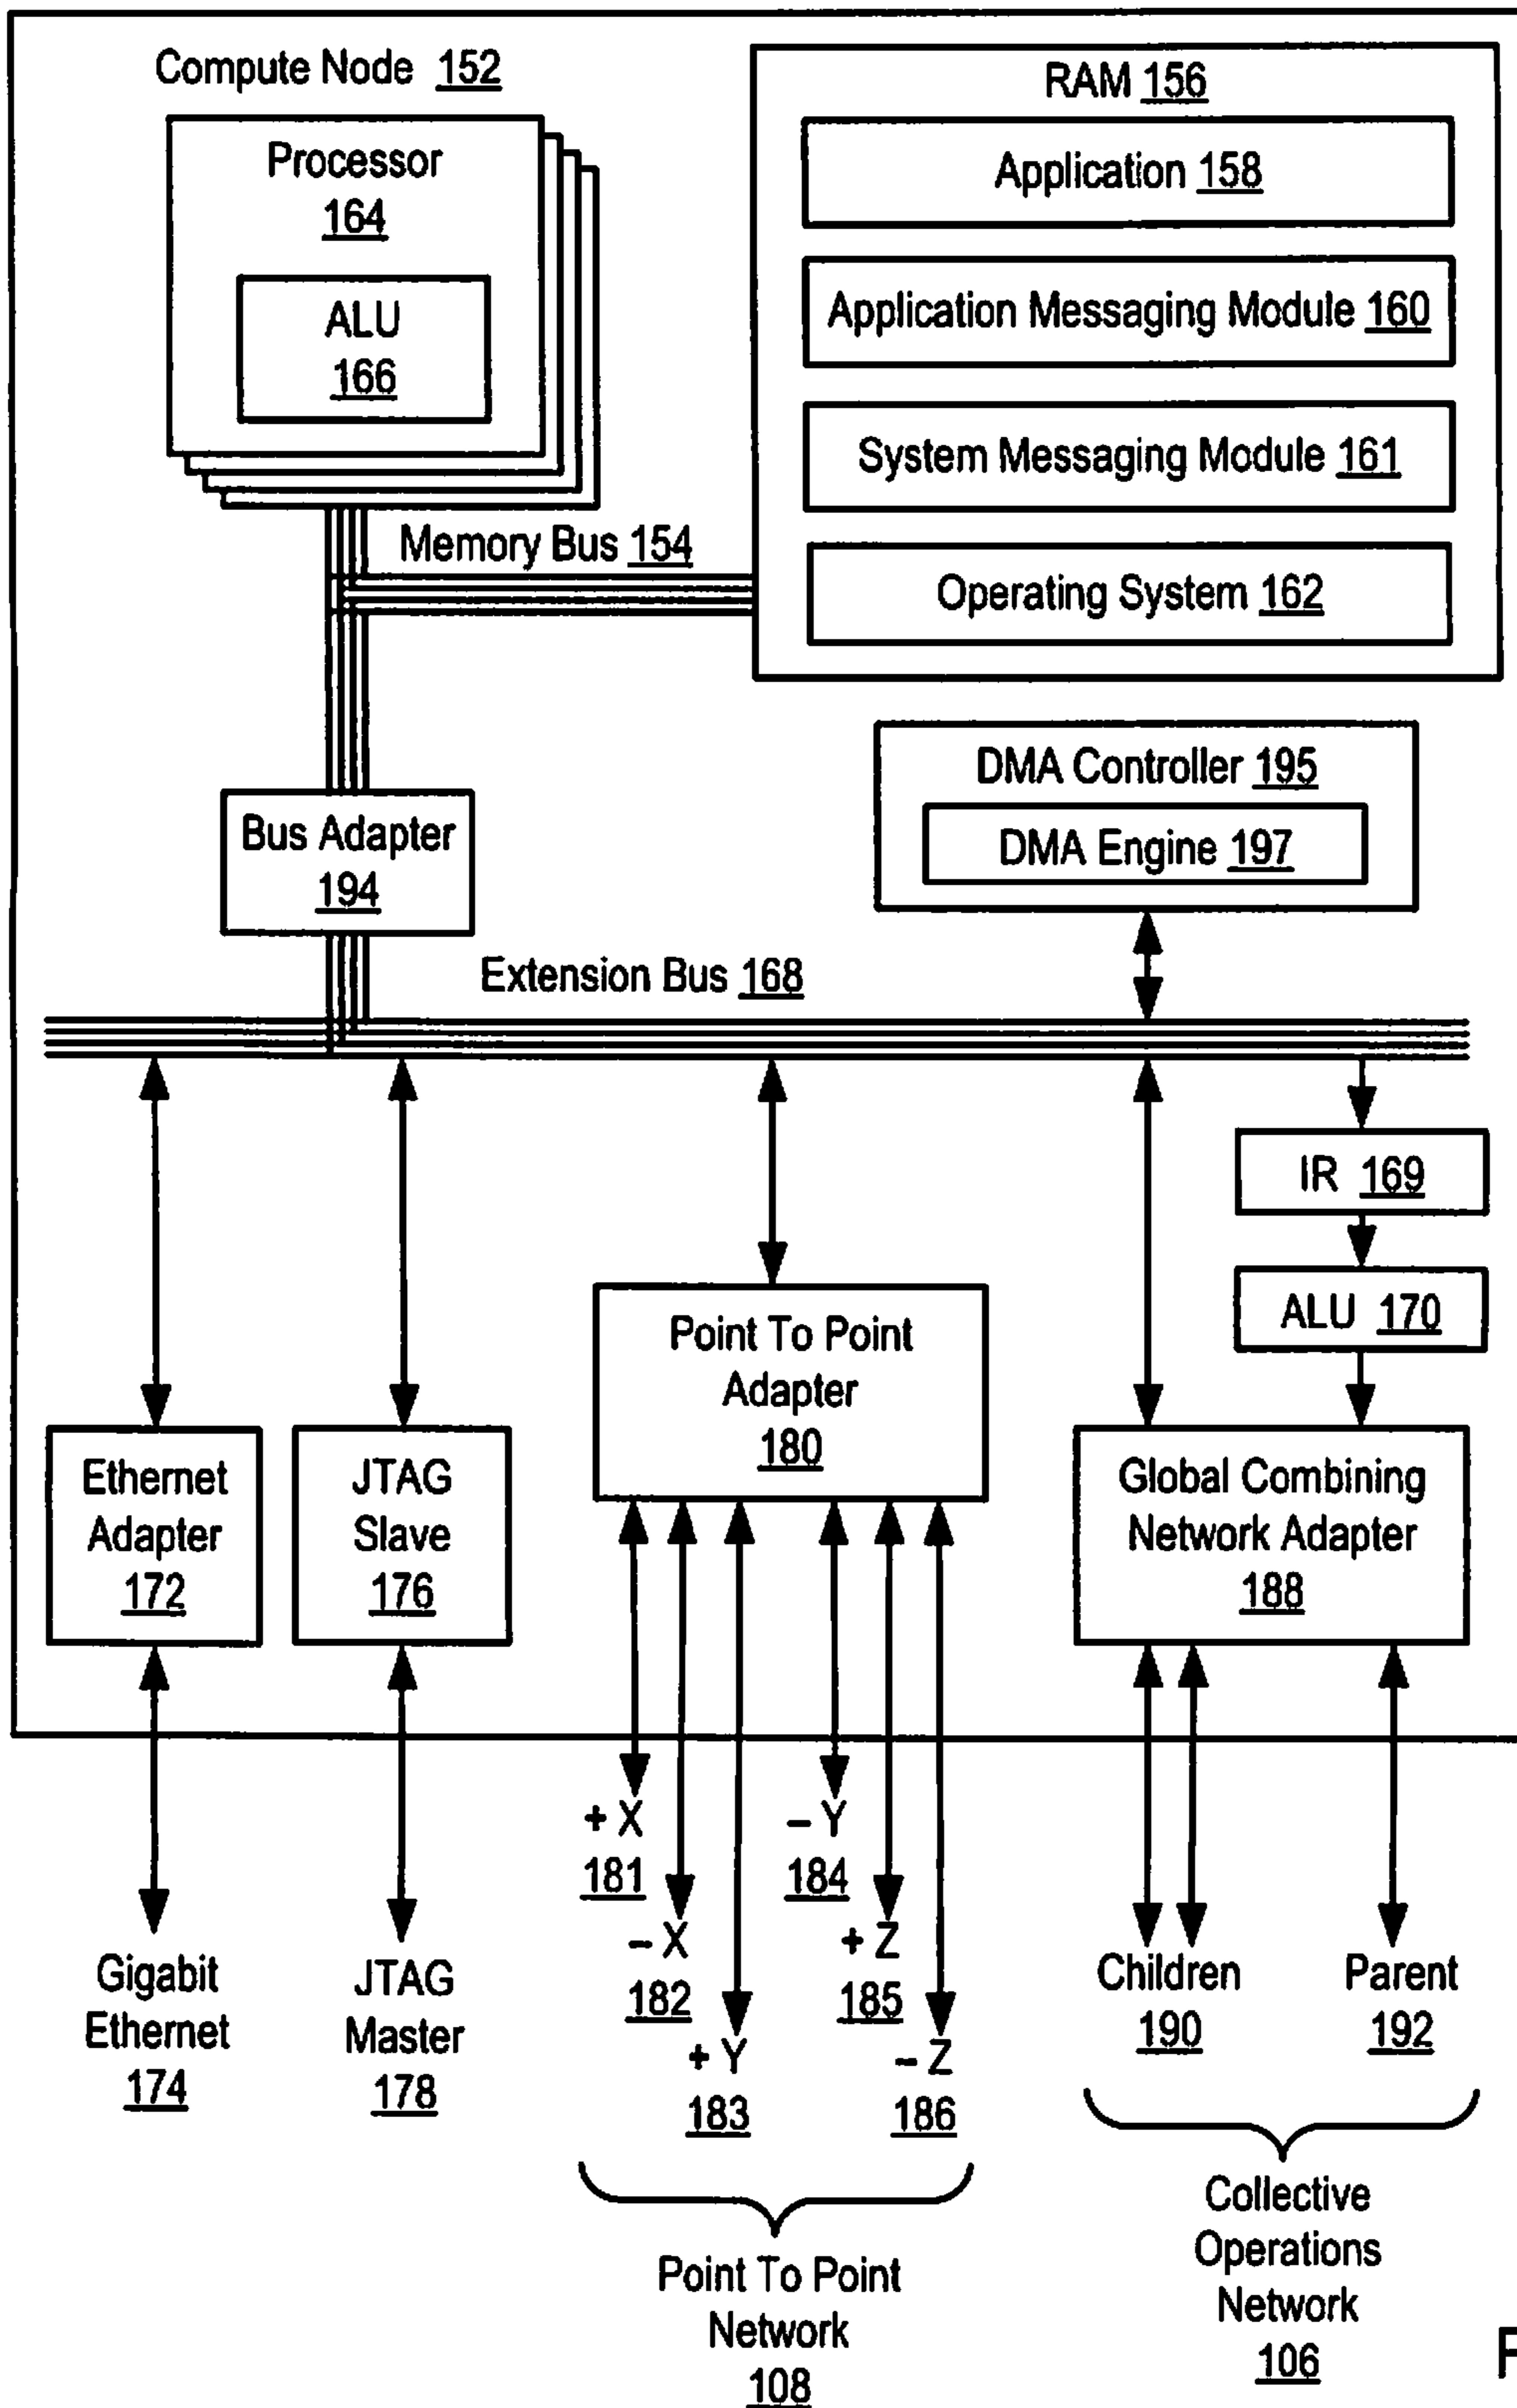 Compute Node 152
Processor
164
ALU
166
RAM 156
Application 158
Application Messaging Module 160
System Messaging Module 161
Operating System 162
Memory Bus 154
DMA Controller 195
DMA Engine 197
Bus Adapter
194
Extension Bus 168
IR 169
ALU 170
Point To Point
Adapter
180
Ethernet
Adapter
172
JTAG
Slave
176
Global Combining
Network Adapter
188
+ X
181
- X
182
+ Y
183
- Y
184
+ Z
185
- Z
186
Gigabit
Ethernet
174
JTAG
Master
178
Children
190
Parent
192
Point To Point
Network
108
Collective
Operations
Network
106